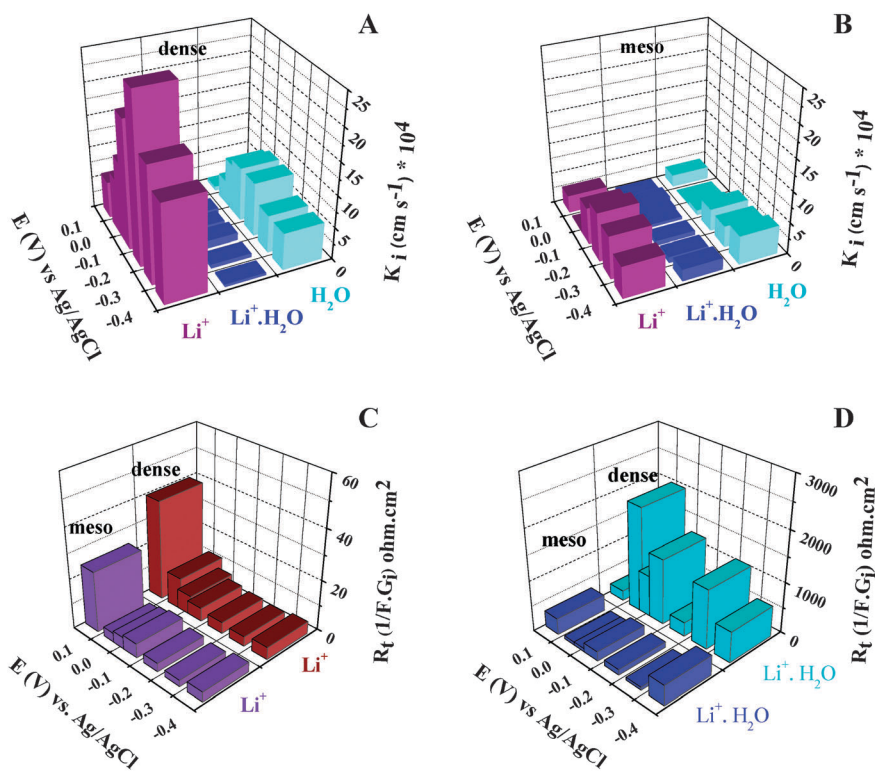 A
dense
25
20
15
10
5
0
K i (cm s-1) * 104
0.1
0.0
-0.1
-0.2
-0.3
-0.4
E (V) vs Ag/AgCl
Li+
Li+.H2O
H2O
B
meso
25
20
15
10
5
0
K i (cm s-1) * 104
0.1
0.0
-0.1
-0.2
-0.3
-0.4
E (V) vs Ag/AgCl
Li+
Li+.H2O
H2O
C
dense
meso
60
40
20
0
Rt (1/F.Gi) ohm.cm2
0.1
0.0
-0.1
-0.2
-0.3
-0.4
E (V) vs. Ag/AgCl
Li+
Li+
D
dense
meso
3000
2000
1000
0
Rt (1/F.Gi) ohm.cm2
0.1
0.0
-0.1
-0.2
-0.3
-0.4
E (V) vs Ag/AgCl
Li+. H2O
Li+. H2O